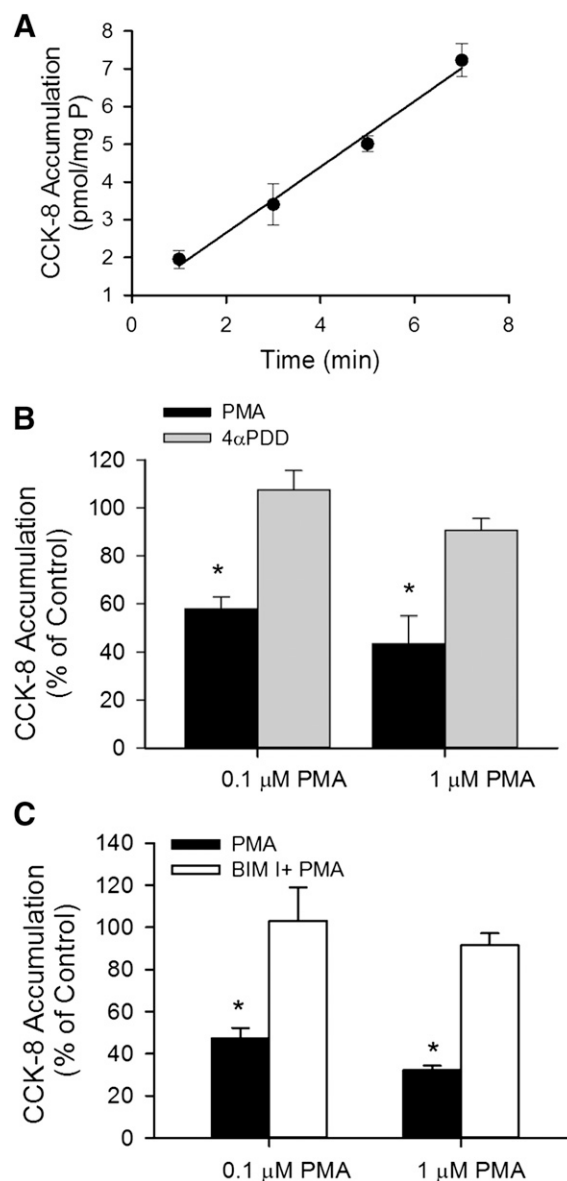 A
CCK-8 Accumulation
(pmol/mg P)
8
7
6
5
4
3
2
1
0 2 4 6 8
Time (min)
B
PMA
4αPDD
CCK-8 Accumulation
(% of Control)
120
100
80
60
40
20
0
* *
0.1 μM PMA 1 μM PMA
C
PMA
BIM I+ PMA
CCK-8 Accumulation
(% of Control)
140
120
100
80
60
40
20
0
* *
0.1 μM PMA 1 μM PMA